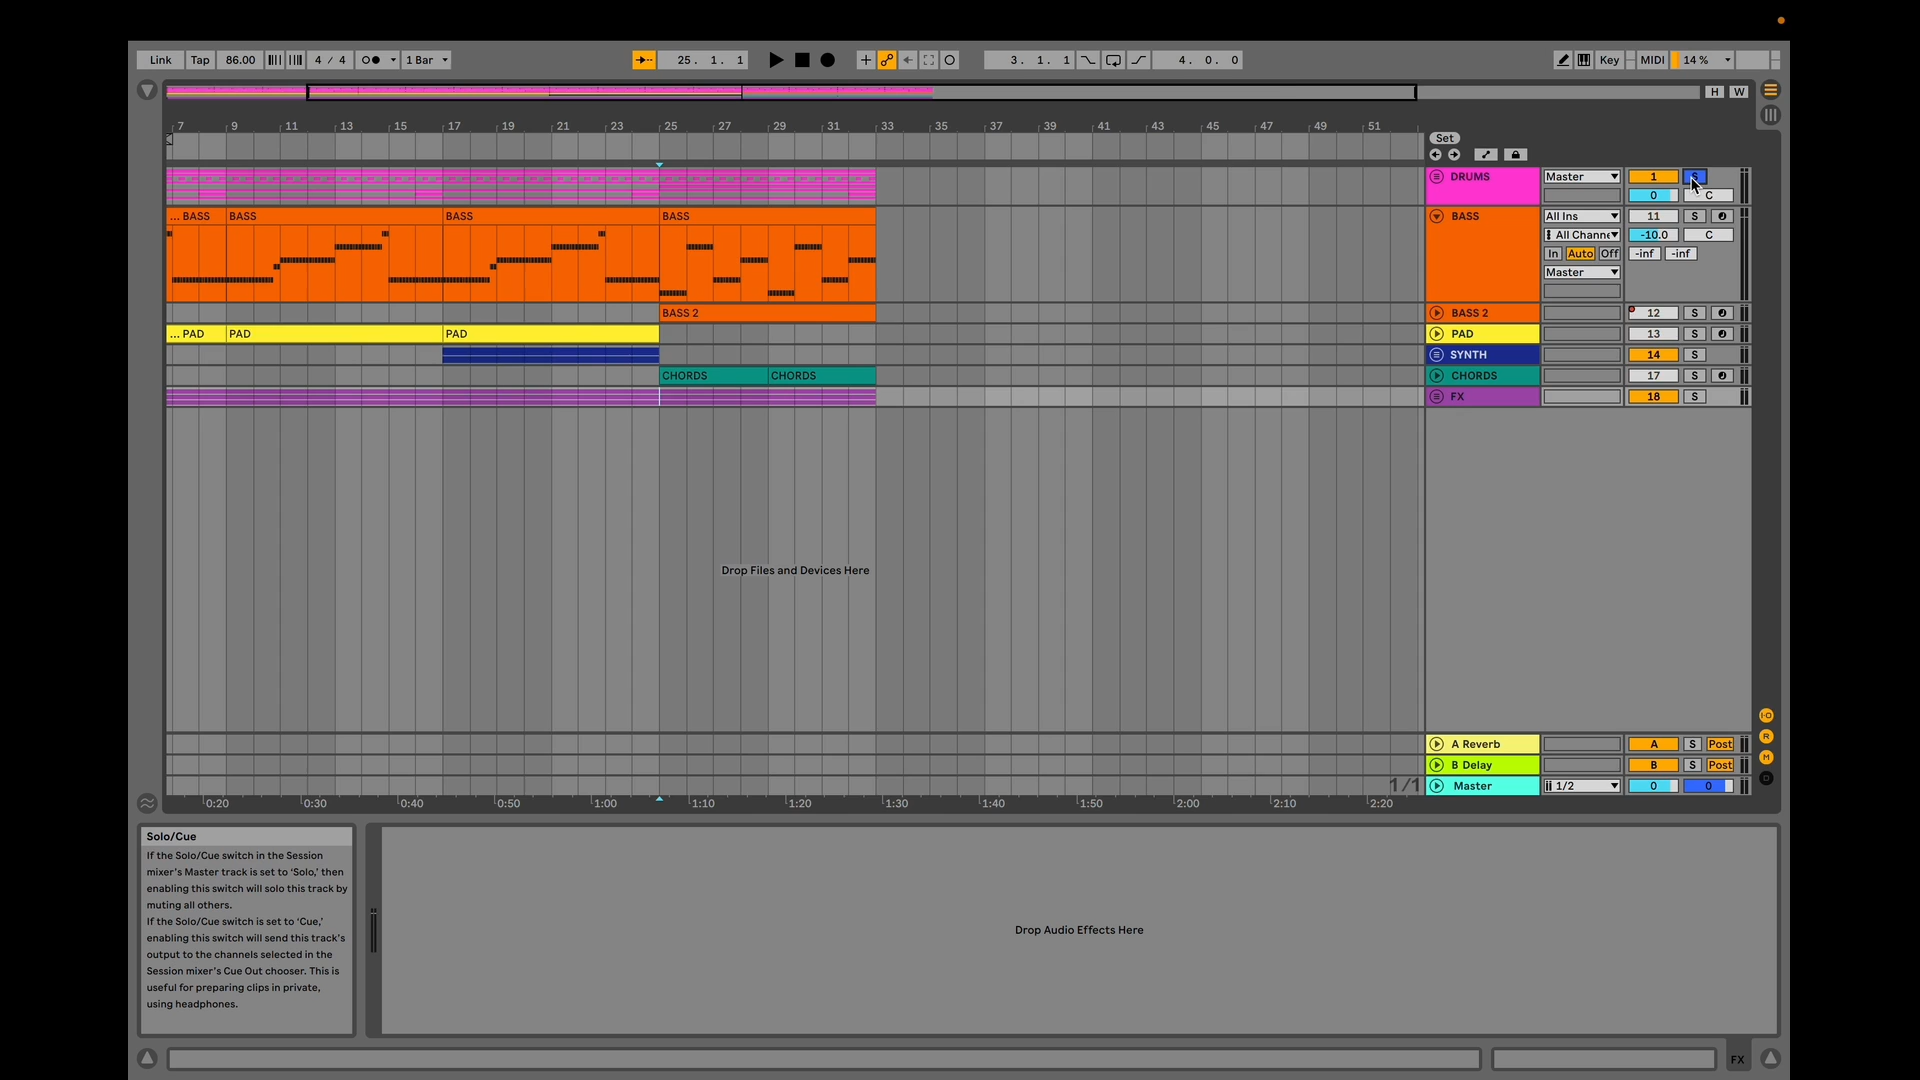 Link Tap 86.00 4 / 4 1 Bar 25. 1. 1 3. 1. 1 4. 0. 0 Key MIDI 14 %
H W
7 9 11 13 15 17 19 21 23 25 27 29 31 33 35 37 39 41 43 45 47 49 51
Set
DRUMS Master 1 S
0 C
... BASS BASS BASS BASS BASS All Ins 11 S
All Channe -10.0 C
In Auto Off -inf -inf
Master
BASS 2 BASS 2 12 S
... PAD PAD PAD PAD 13 S
SYNTH 14 S
CHORDS CHORDS CHORDS 17 S
FX 18 S
Drop Files and Devices Here
A Reverb A S Post
B Delay B S Post
1/1 Master 1/2 0 0
0:20 0:30 0:40 0:50 1:00 1:10 1:20 1:30 1:40 1:50 2:00 2:10 2:20
I·O
R
M
D
Solo/Cue
If the Solo/Cue switch in the Session
mixer's Master track is set to ‘Solo,’ then
enabling this switch will solo this track by
muting all others.
If the Solo/Cue switch is set to ‘Cue,’
enabling this switch will send this track's
output to the channels selected in the
Session mixer's Cue Out chooser. This is
useful for preparing clips in private,
using headphones.
Drop Audio Effects Here
FX